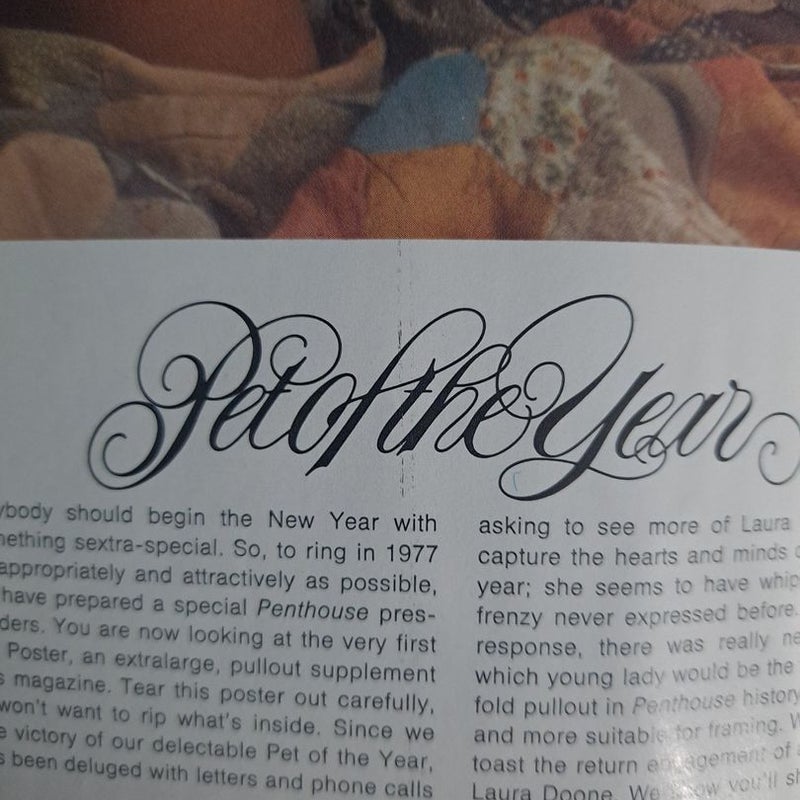 Pet of the Year
ybody should begin the New Year with
nething sextra-special. So, to ring in 1977
appropriately and attractively as possible,
have prepared a special Penthouse pres-
ders. You are now looking at the very first
Poster, an extralarge, pullout supplement
s magazine. Tear this poster out carefully,
won't want to rip what's inside. Since we
e victory of our delectable Pet of the Year,
s been deluged with letters and phone calls
asking to see more of Laura
capture the hearts and minds o
year; she seems to have whip
frenzy never expressed before.
response, there was really ne
which young lady would be the
fold pullout in Penthouse history
and more suitable for framing. W
toast the return engagement of a
Laura Doone. We know you'll sh